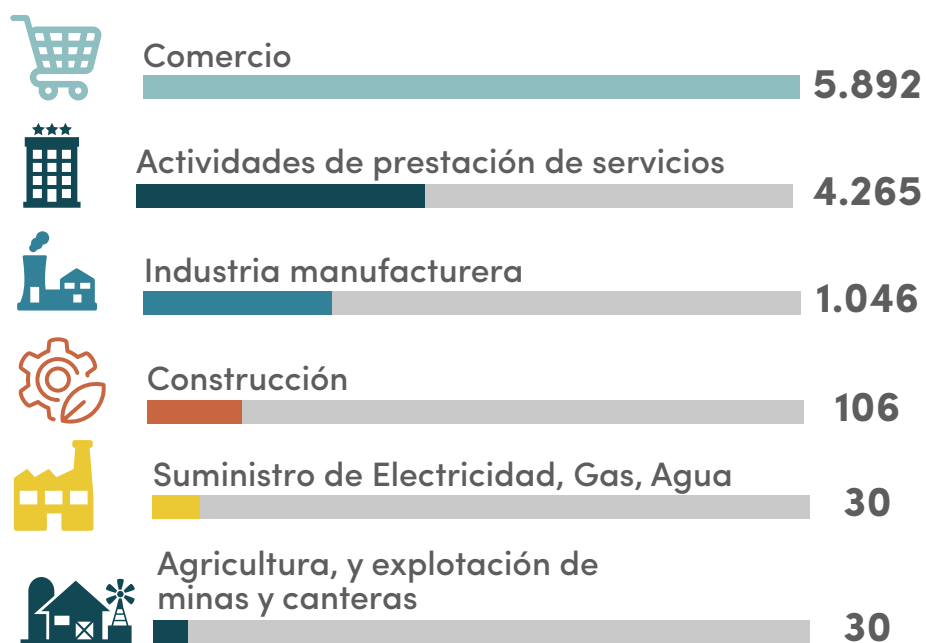 Comercio
5.892
Actividades de prestación de servicios
4.265
Industria manufacturera
1.046
Construcción
106
Suministro de Electricidad, Gas, Agua
30
Agricultura, y explotación de
minas y canteras
30